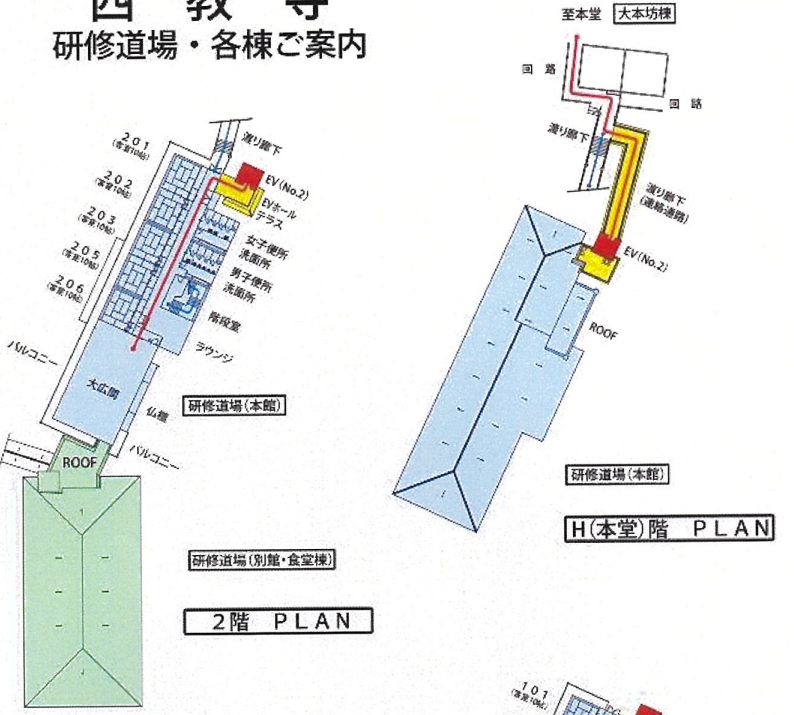 西教寺
研修道場・各棟ご案内
至本堂 大本坊棟
回路
回路
渡り廊下
渡り廊下
(連絡通路)
EV(No.2)
ROOF
研修道場(本館)
H(本堂)階 PLAN
201
(客室10帖)
202
(客室10帖)
203
(客室10帖)
205
(客室10帖)
206
(客室10帖)
渡り廊下
EV(No.2)
EVホール
テラス
女子便所
洗面所
男子便所
洗面所
階段室
ラウンジ
バルコニー
大広間
仏壇
バルコニー
研修道場(本館)
ROOF
研修道場(別館・食堂棟)
2階 PLAN
101
(客室10帖)